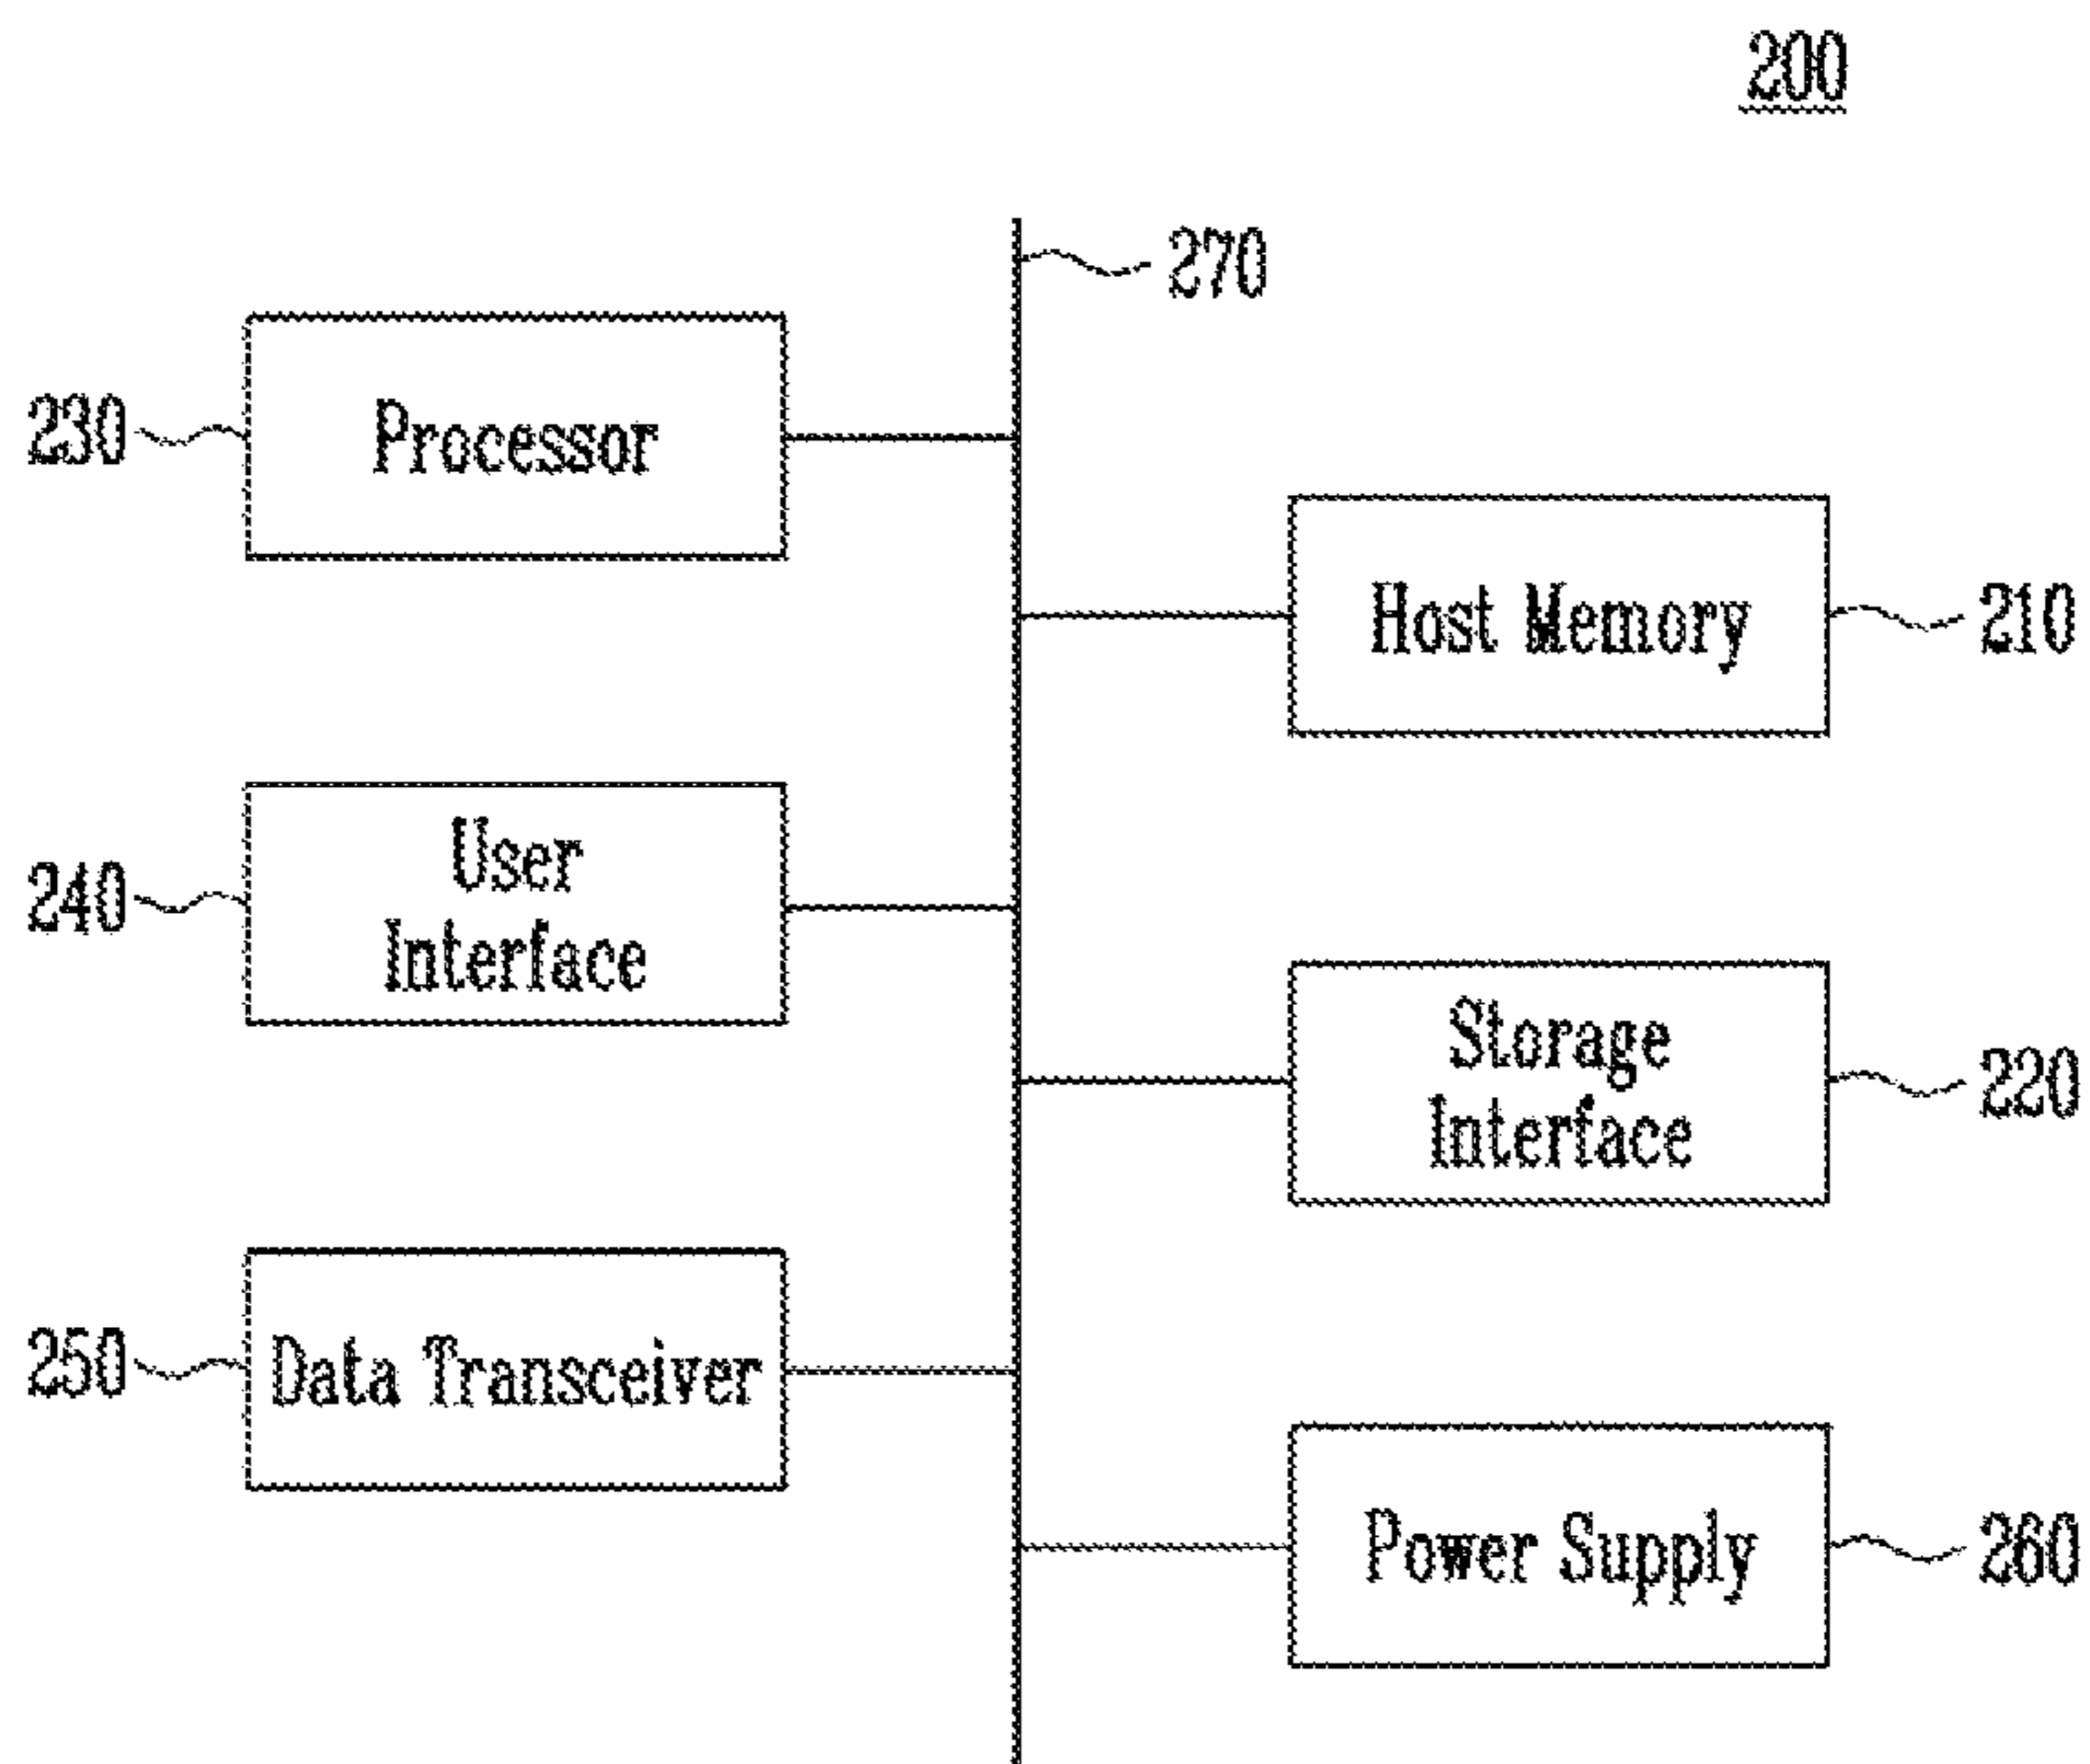 200
270
230
Processor
Host Memory
210
240
User
Interface
Storage
Interface
220
250
Data Transceiver
Power Supply
260